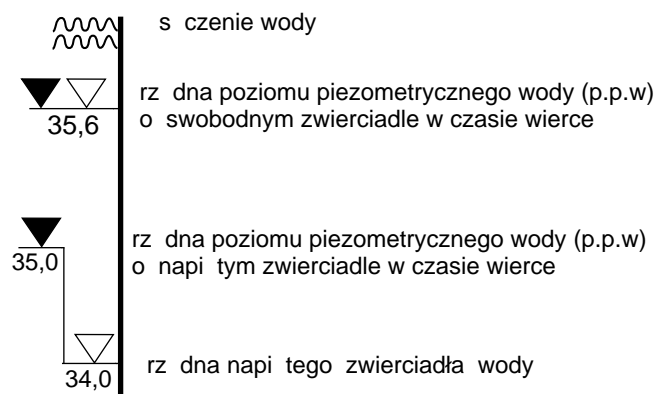 s czenie wody
rz dna poziomu piezometrycznego wody (p.p.w)
35,6
o swobodnym zwierciadle w czasie wierce
rz dna poziomu piezometrycznego wody (p.p.w)
35,0
o napi tym zwierciadle w czasie wierce
rz dna napi tego zwierciadła wody
34,0